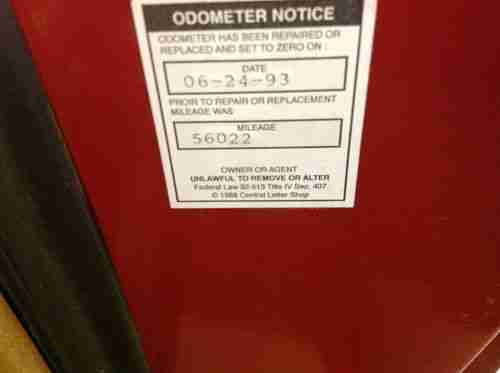 ODOMETER NOTICE
ODOMETER HAS BEEN REPAIRED OR
REPLACED AND SET TO ZERO ON :
DATE
06-24-93
PROIR TO REPAIR OR REPLACEMENT
MILEAGE WAS:
MILEAGE
56022
OWNER OR AGENT
UNLAWFUL TO REMOVE OR ALTER
Federal Law 92-513 Title IV Sec. 407
© 1988 Central Letter Shop